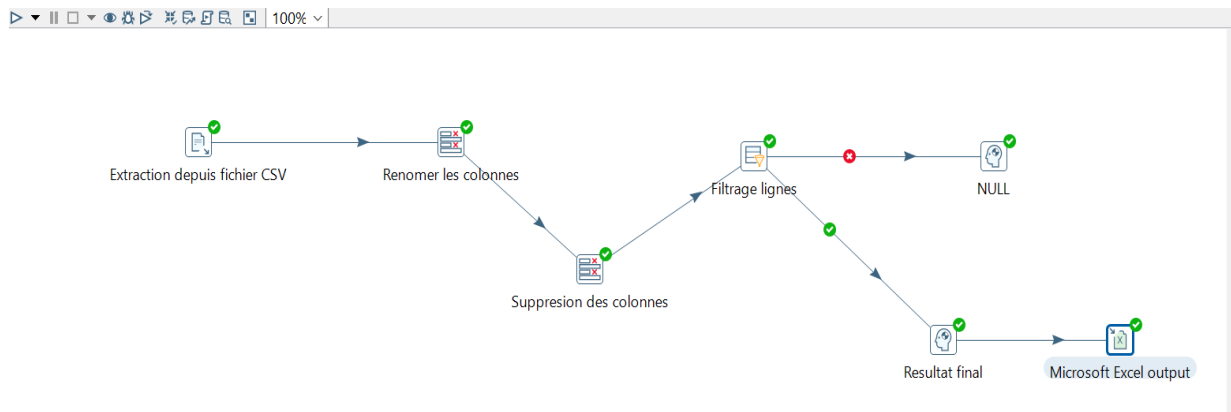 100%
Extraction depuis fichier CSV
Renomer les colonnes
Filtrage lignes
NULL
Suppresion des colonnes
Resultat final
Microsoft Excel output